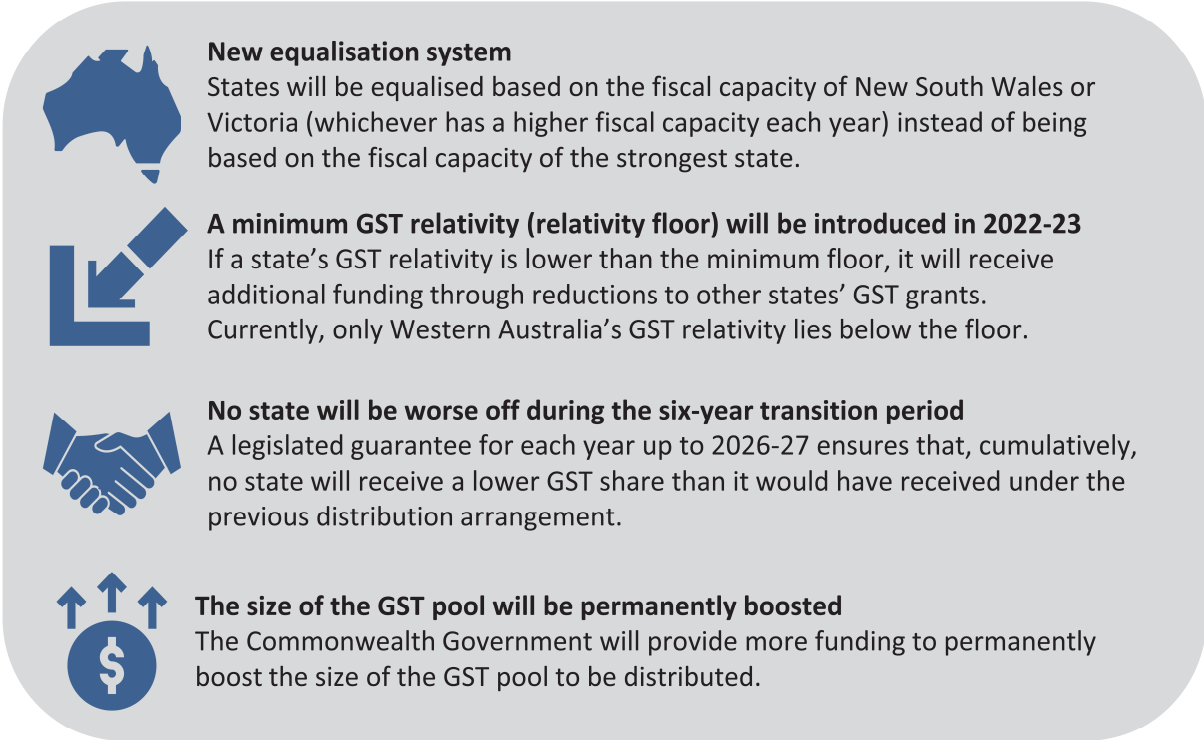 New equalisation system
States will be equalised based on the fiscal capacity of New South Wales or
Victoria (whichever has a higher fiscal capacity each year) instead of being
based on the fiscal capacity of the strongest state.
A minimum GST relativity (relativity floor) will be introduced in 2022-23
If a state’s GST relativity is lower than the minimum floor, it will receive
additional funding through reductions to other states’ GST grants.
Currently, only Western Australia’s GST relativity lies below the floor.
No state will be worse off during the six-year transition period
A legislated guarantee for each year up to 2026-27 ensures that, cumulatively,
no state will receive a lower GST share than it would have received under the
previous distribution arrangement.
The size of the GST pool will be permanently boosted
The Commonwealth Government will provide more funding to permanently
boost the size of the GST pool to be distributed.
$